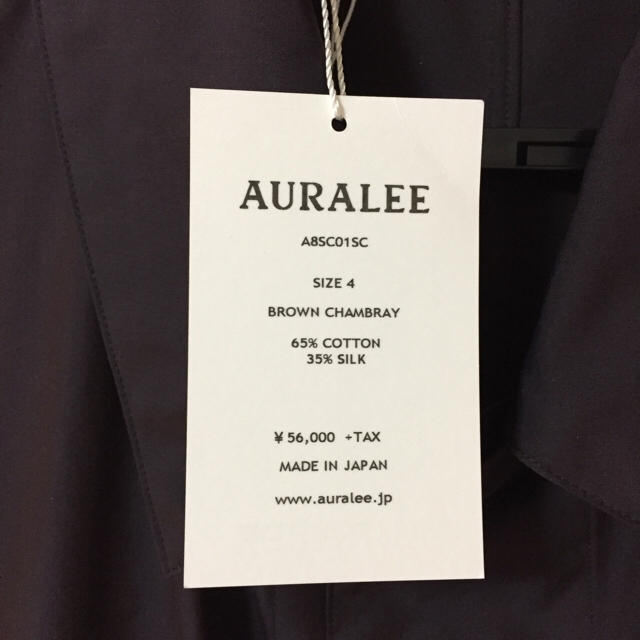 AURALEE
A8SC01SC
SIZE 4
BROWN CHAMBRAY
65% COTTON
35% SILK
¥56,000 +TAX
MADE IN JAPAN
www.auralee.jp